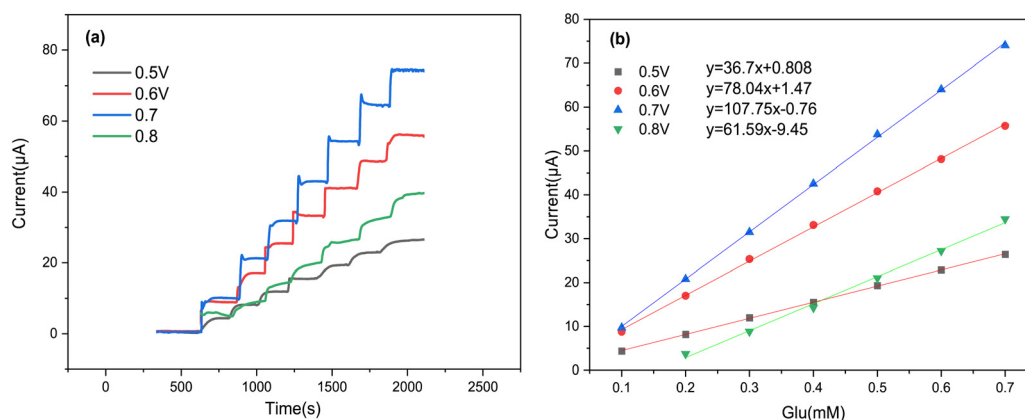 (a)
0.5V
0.6V
0.7
0.8
80
60
40
20
0
Current(µA)
0 500 1000 1500 2000 2500
Time(s)
(b)
0.5V y=36.7x+0.808
0.6V y=78.04x+1.47
0.7V y=107.75x-0.76
0.8V y=61.59x-9.45
80
70
60
50
40
30
20
10
0
Current(µA)
0.1 0.2 0.3 0.4 0.5 0.6 0.7
Glu(mM)